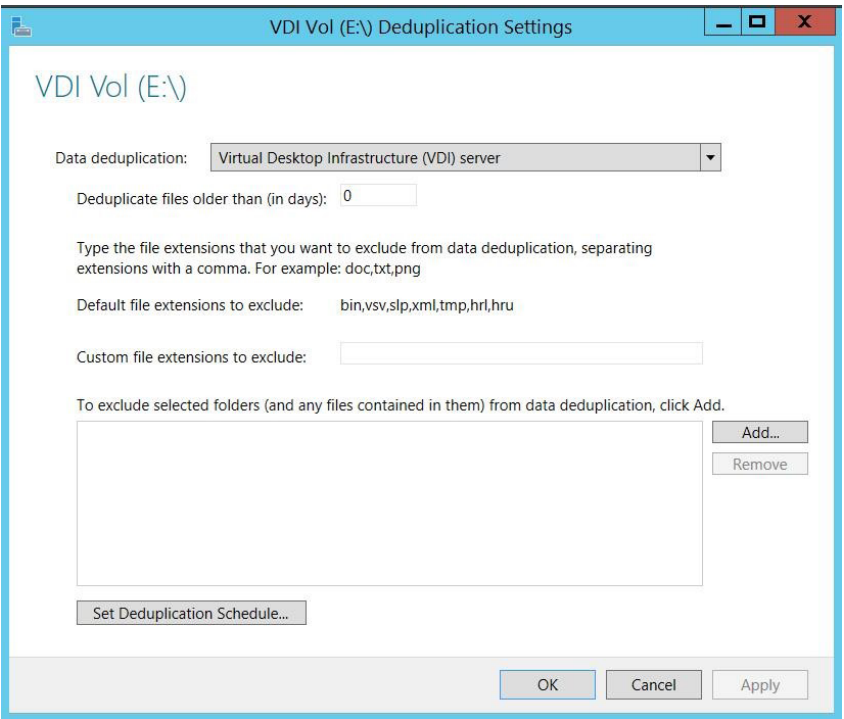 VDI Vol (E:\) Deduplication Settings
VDI Vol (E:\)
Data deduplication: Virtual Desktop Infrastructure (VDI) server
Deduplicate files older than (in days): 0
Type the file extensions that you want to exclude from data deduplication, separating
extensions with a comma. For example: doc,txt,png
Default file extensions to exclude: bin,vsv,slp,xml,tmp,hrl,hru
Custom file extensions to exclude:
To exclude selected folders (and any files contained in them) from data deduplication, click Add.
Add...
Remove
Set Deduplication Schedule...
OK Cancel Apply